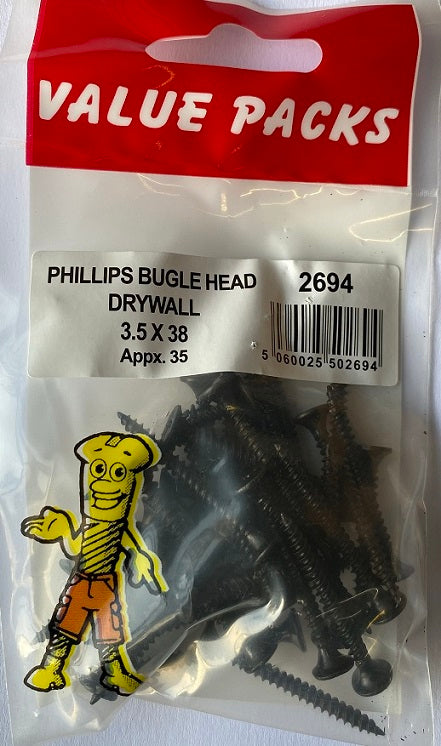 VALUE PACKS
PHILLIPS BUGLE HEAD 2694
DRYWALL
3.5 X 38
Appx. 35
5 060025 502694